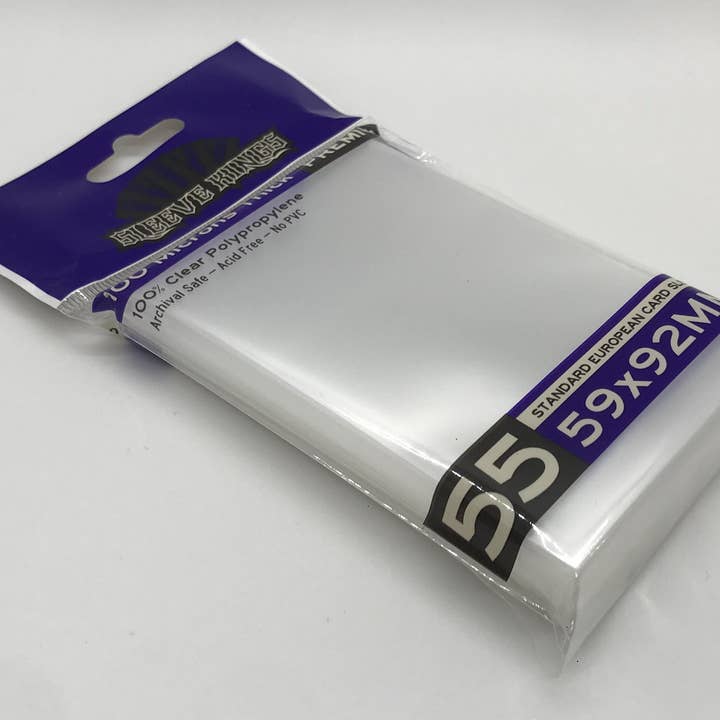 SLEEVE KINGS
100 Microns Thick PREMIU
100% Clear Polypropylene
Archival Safe – Acid Free – No PVC
STANDARD EUROPEAN CARD SL
59x92MM
55